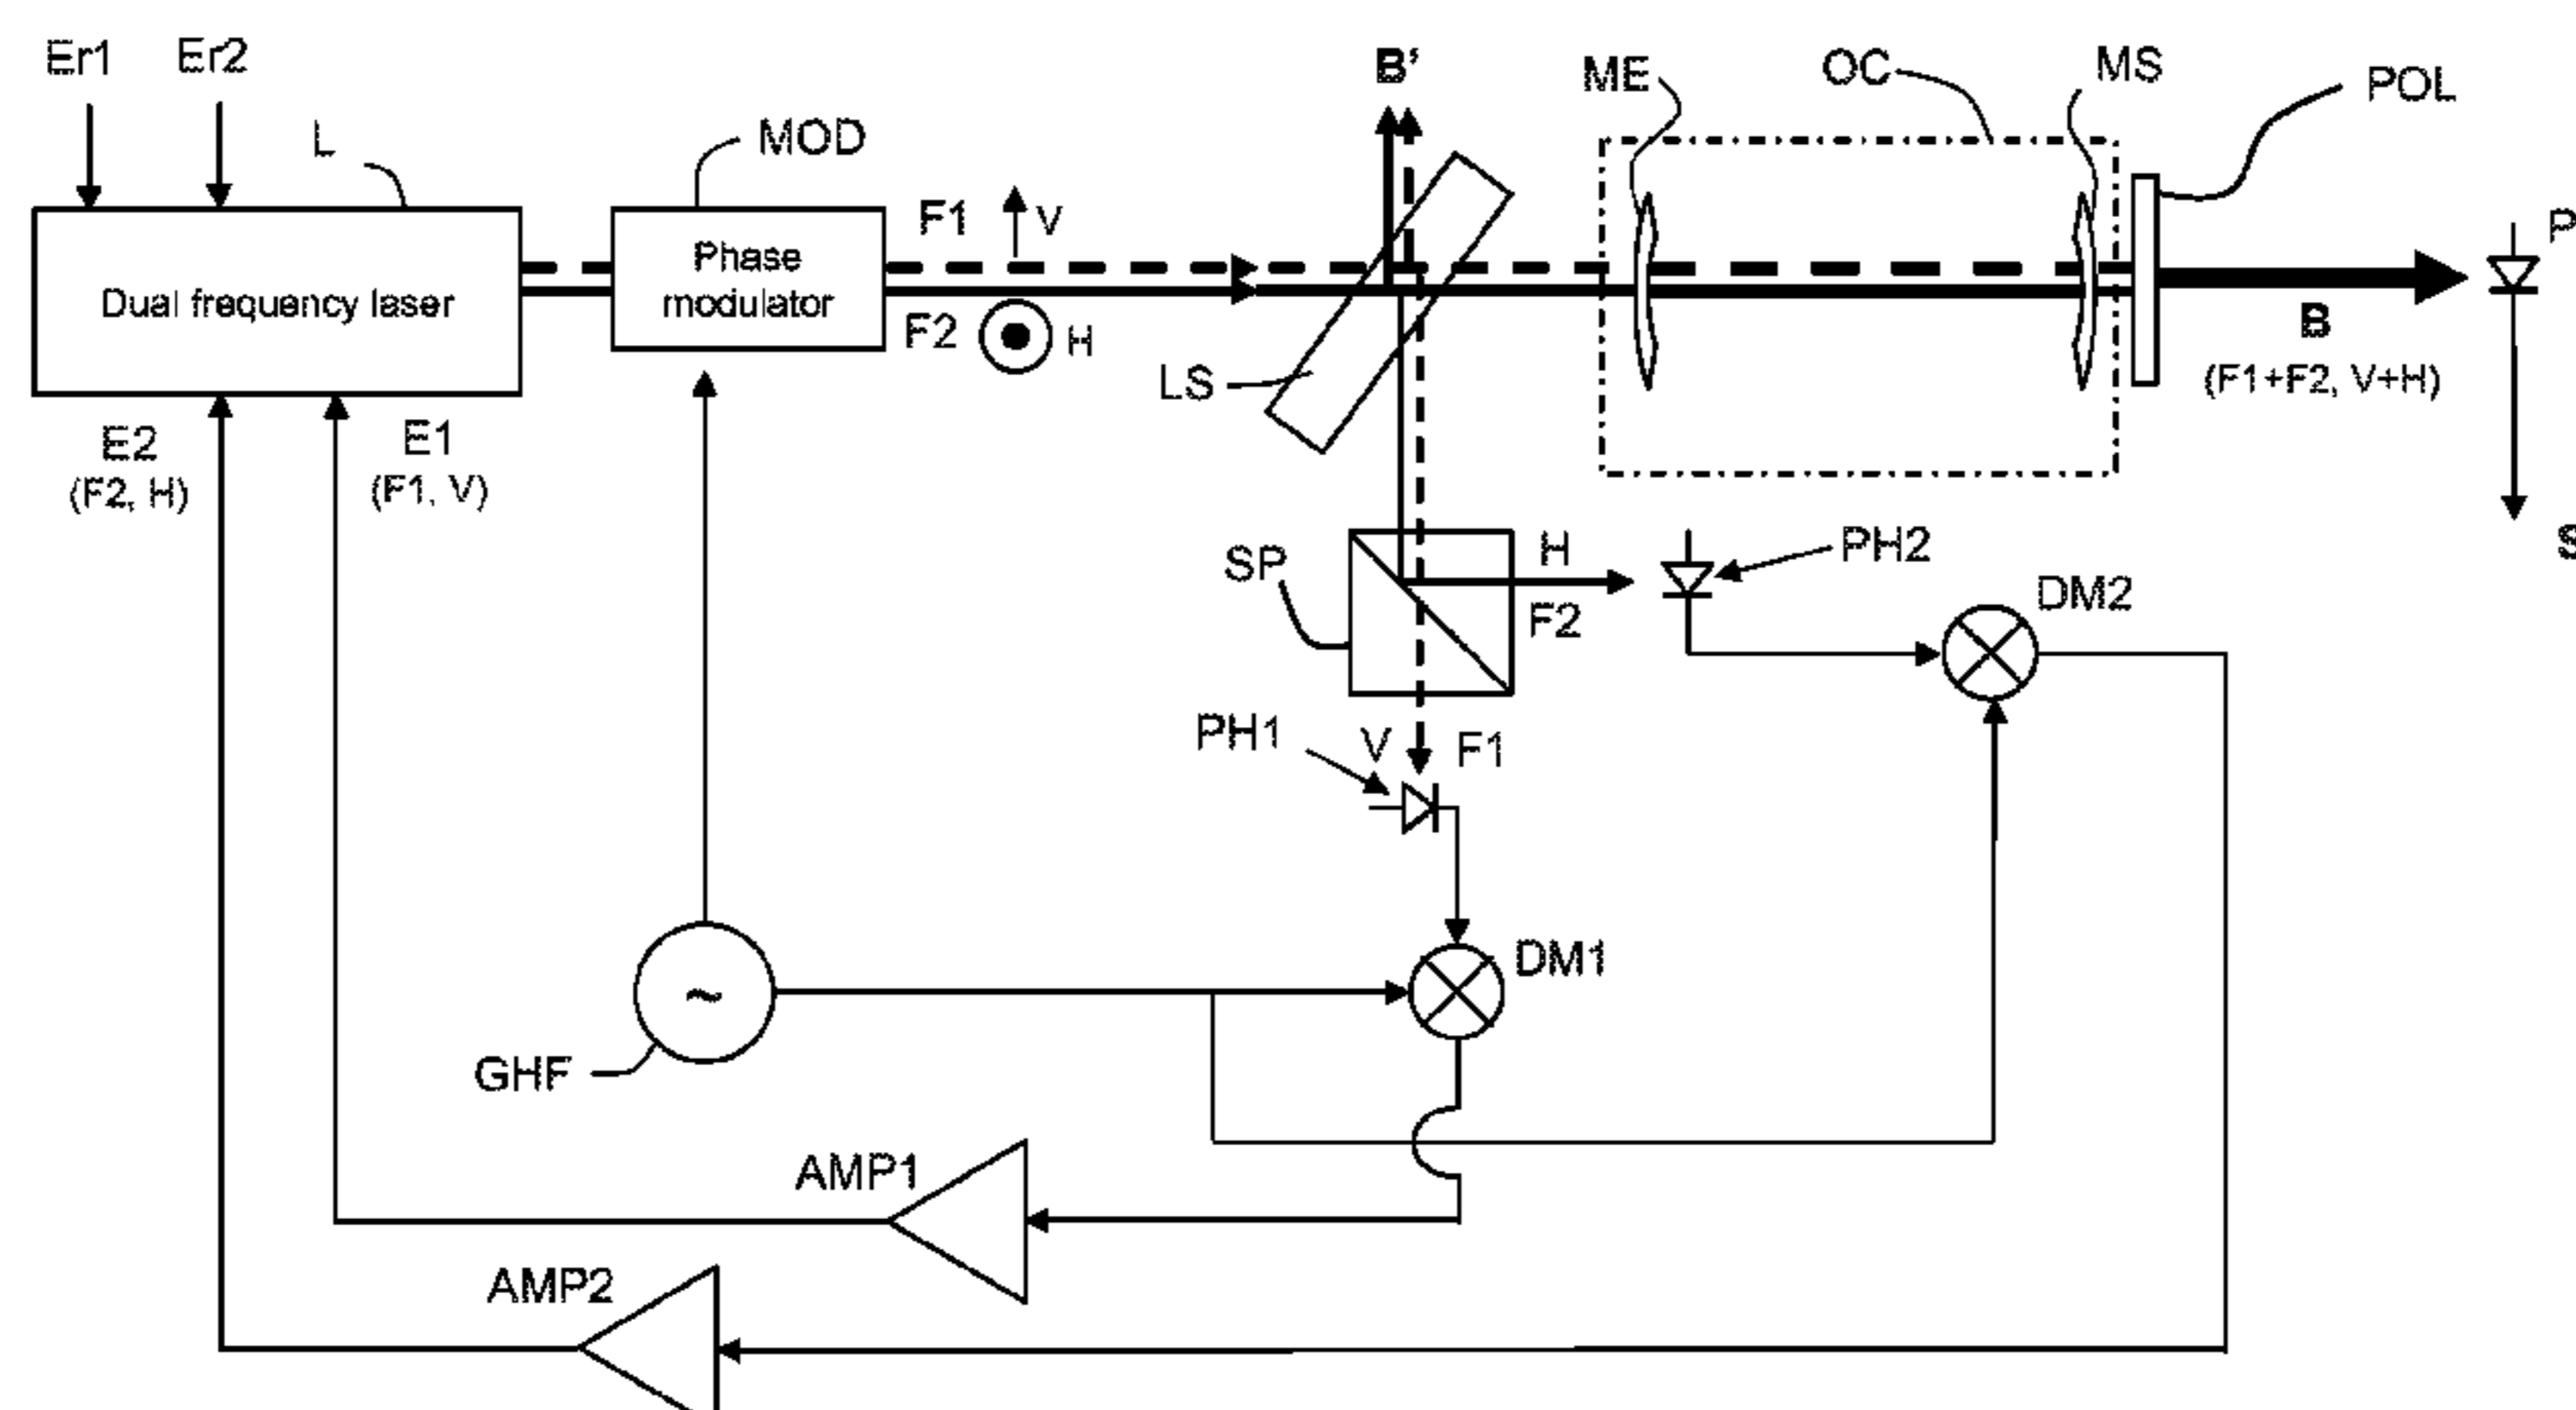 Er1
Er2
L
MOD
B'
ME
OC
MS
POL
P
Dual frequency laser
Phase
modulator
F1
V
F2
H
LS
B
(F1+F2, V+H)
S
E2
(F2, H)
E1
(F1, V)
SP
H
F2
PH2
DM2
PH1
V
F1
~
DM1
GHF
AMP1
AMP2